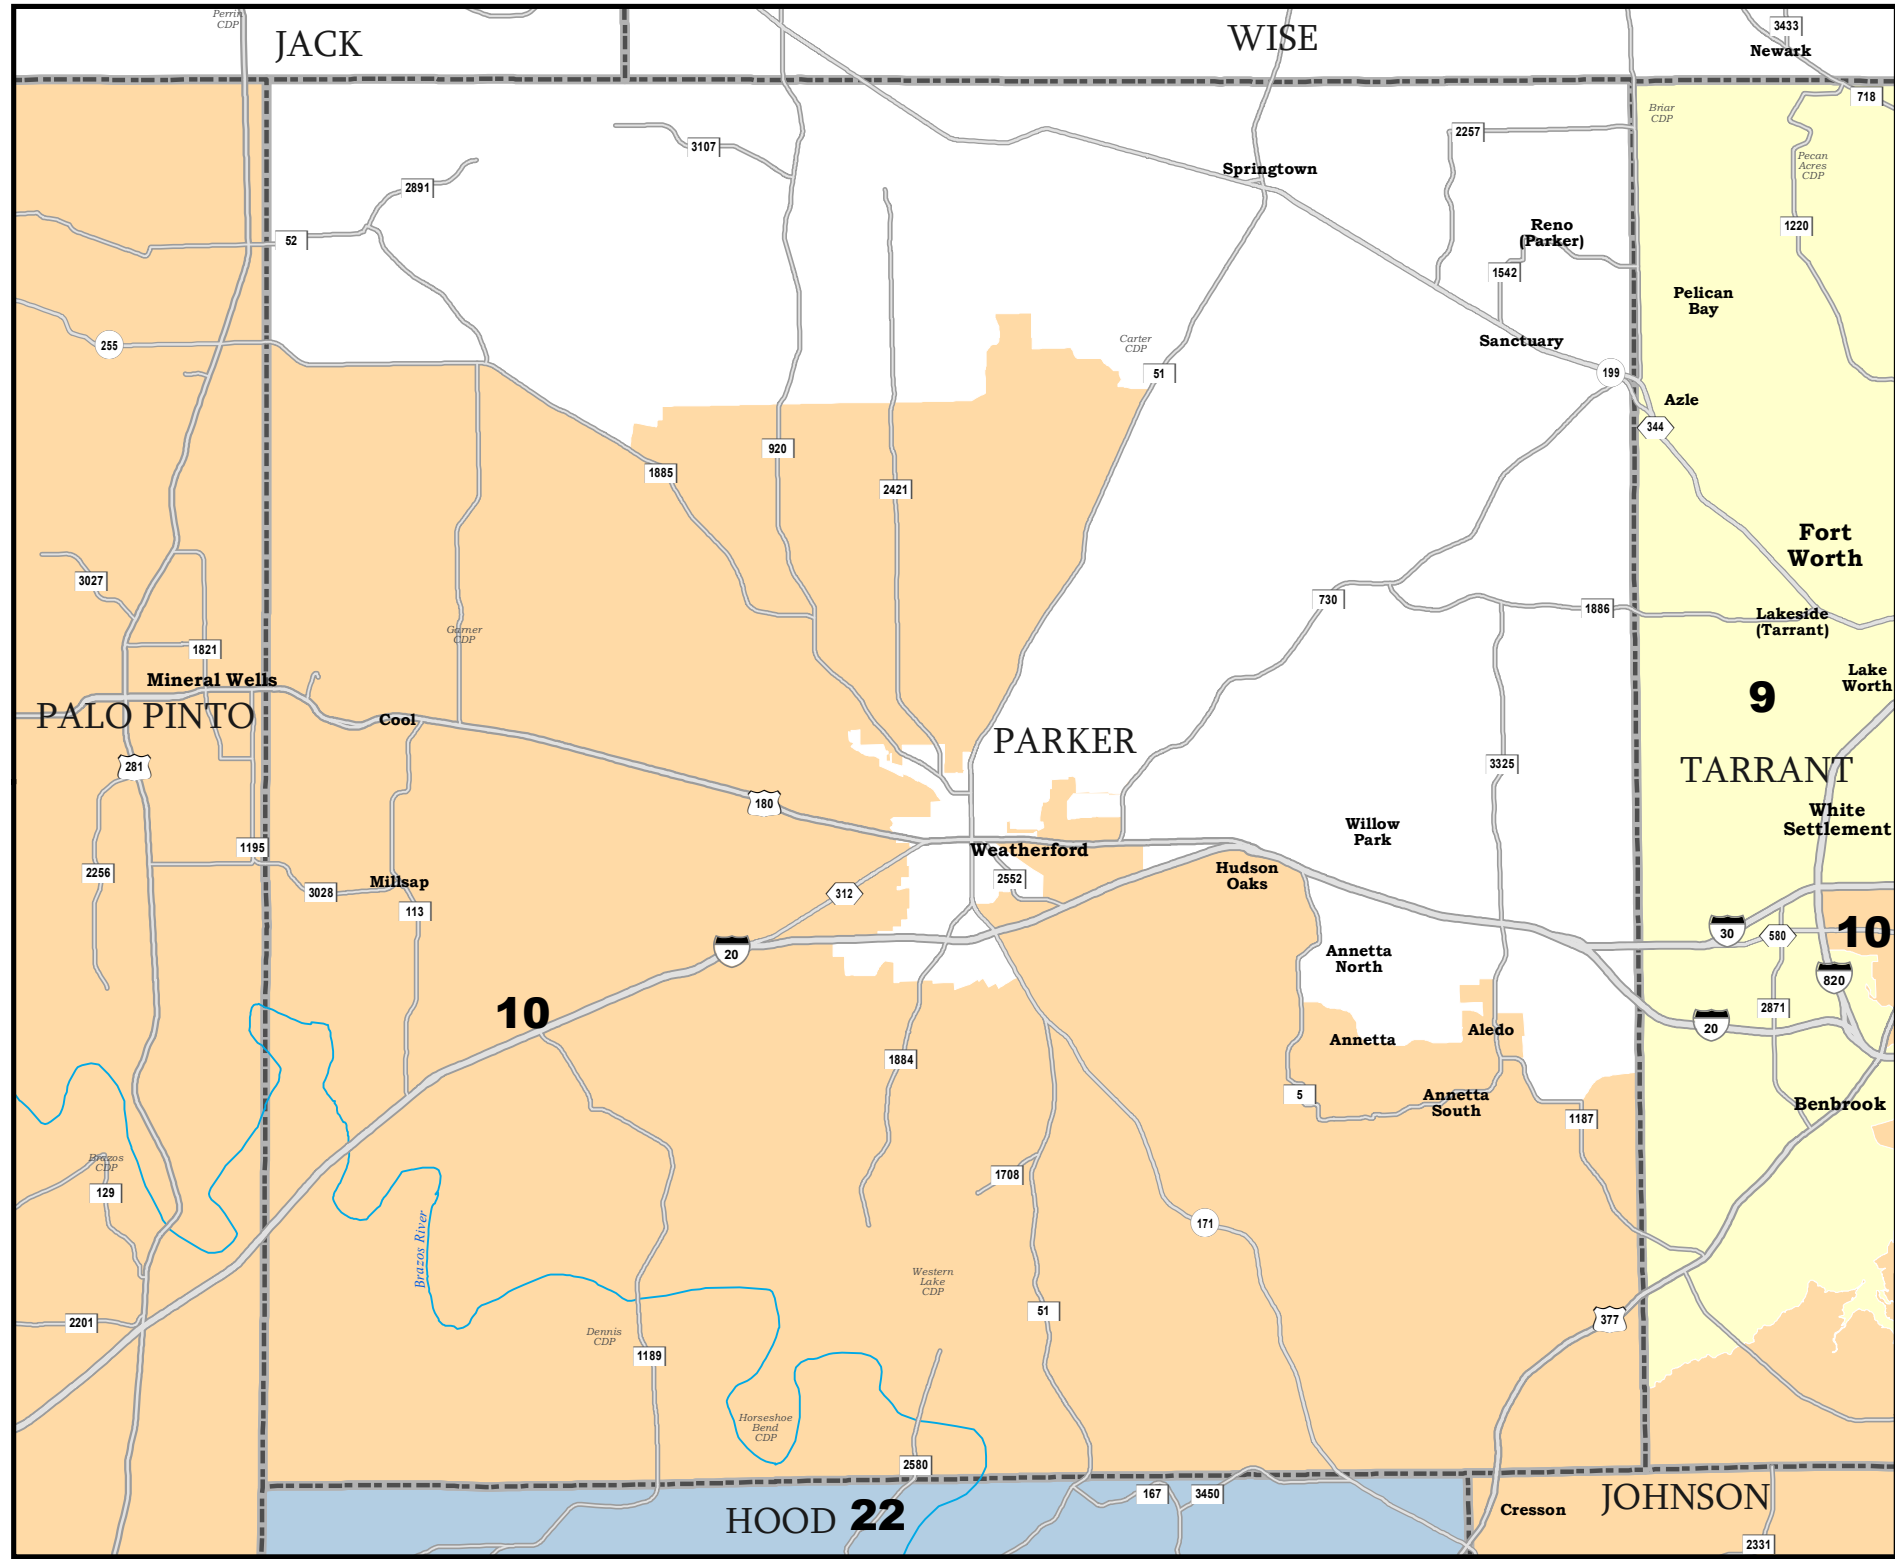 Perrin
CDP
JACK
WISE
3433
Newark
718
Briar
CDP
2257
3107
Springtown
Pecan
Acres
CDP
2891
1220
52
Reno
(Parker)
1542
Pelican
Bay
255
Carter
CDP
Sanctuary
51
199
Azle
344
920
1885
2421
Fort
Worth
3027
730
1886
Lakeside
(Tarrant)
Garner
CDP
1821
Mineral Wells
Lake
Worth
9
PALO PINTO
Cool
PARKER
281
3325
TARRANT
180
White
Settlement
Willow
Park
1195
Weatherford
2256
Millsap
2552
Hudson
Oaks
3028
312
113
30
580
10
20
Annetta
North
820
10
2871
20
Annetta
Aledo
1884
5
Annetta
South
Benbrook
1187
Brazos
CDP
129
1708
171
Brazos River
Western
Lake
CDP
51
2201
377
Dennis
CDP
1189
Horseshoe
Bend
CDP
2580
167
3450
JOHNSON
Cresson
HOOD 22
2331